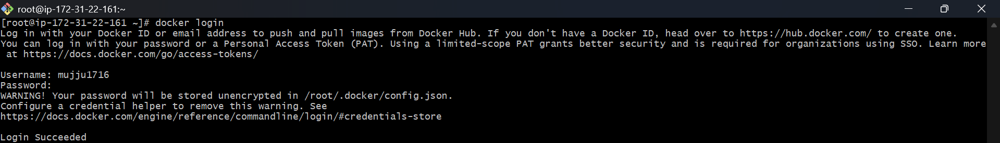 root@ip-172-31-22-161:~
[root@ip-172-31-22-161 ~]# docker login
Log in with your Docker ID or email address to push and pull images from Docker Hub. If you don't have a Docker ID, head over to https://hub.docker.com/ to create one.
You can log in with your password or a Personal Access Token (PAT). Using a limited-scope PAT grants better security and is required for organizations using SSO. Learn more
 at https://docs.docker.com/go/access-tokens/
Username: mujju1716
Password:
WARNING! Your password will be stored unencrypted in /root/.docker/config.json.
Configure a credential helper to remove this warning. See
https://docs.docker.com/engine/reference/commandline/login/#credentials-store
Login Succeeded